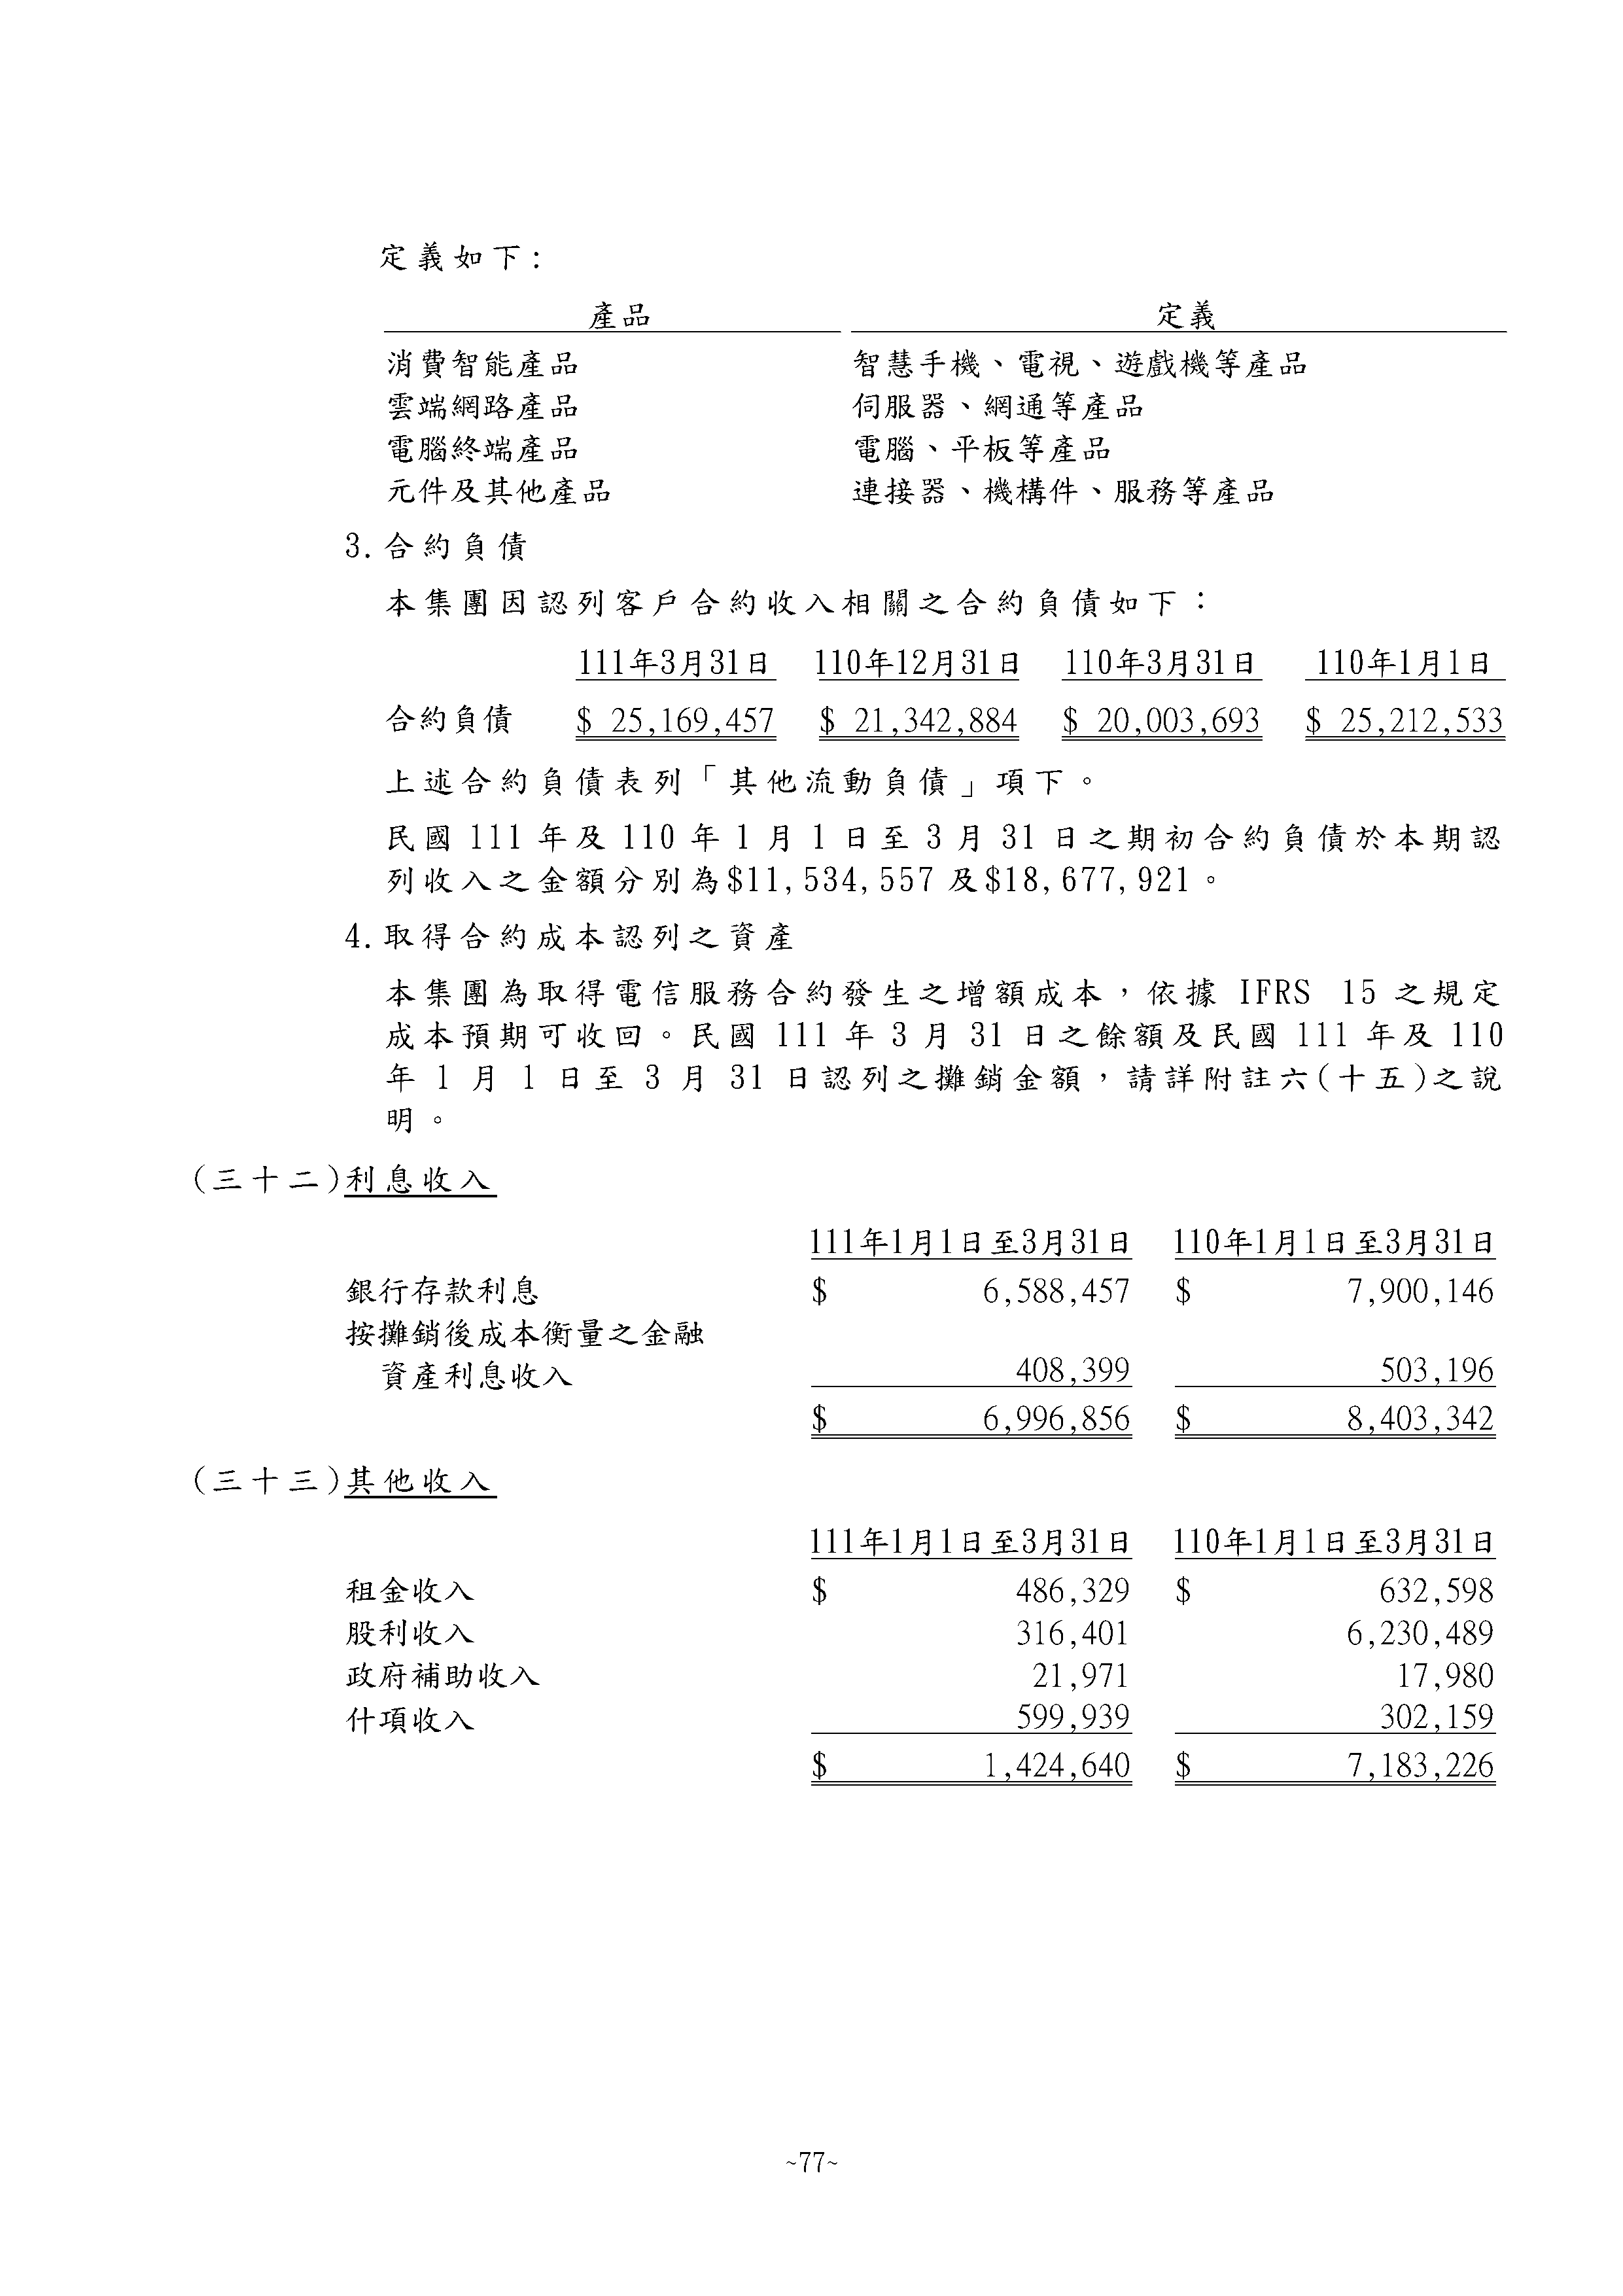 定義如下:
產品 定義
消費智能產品 智慧手機、電視、遊戲機等產品
雲端網路產品 伺服器、網通等產品
電腦終端產品 電腦、平板等產品
元件及其他產品 連接器、機構件、服務等產品
3.合約負債
本集團因認列客戶合約收入相關之合約負債如下：
111年3月31日 110年12月31日 110年3月31日 110年1月1日
合約負債 $ 25,169,457 $ 21,342,884 $ 20,003,693 $ 25,212,533
上述合約負債表列「其他流動負債」項下。
民國 111 年及 110 年 1 月 1 日至 3 月 31 日之期初合約負債於本期認
列收入之金額分別為$11,534,557 及$18,677,921。
4.取得合約成本認列之資產
本集團為取得電信服務合約發生之增額成本，依據 IFRS 15 之規定
成本預期可收回。民國 111 年 3 月 31 日之餘額及民國 111 年及 110
年 1 月 1 日至 3 月 31 日認列之攤銷金額，請詳附註六(十五)之說
明。
(三十二)利息收入
111年1月1日至3月31日 110年1月1日至3月31日
銀行存款利息 $ 6,588,457 $ 7,900,146
按攤銷後成本衡量之金融
資產利息收入 408,399 503,196
$ 6,996,856 $ 8,403,342
(三十三)其他收入
111年1月1日至3月31日 110年1月1日至3月31日
租金收入 $ 486,329 $ 632,598
股利收入 316,401 6,230,489
政府補助收入 21,971 17,980
什項收入 599,939 302,159
$ 1,424,640 $ 7,183,226
~77~